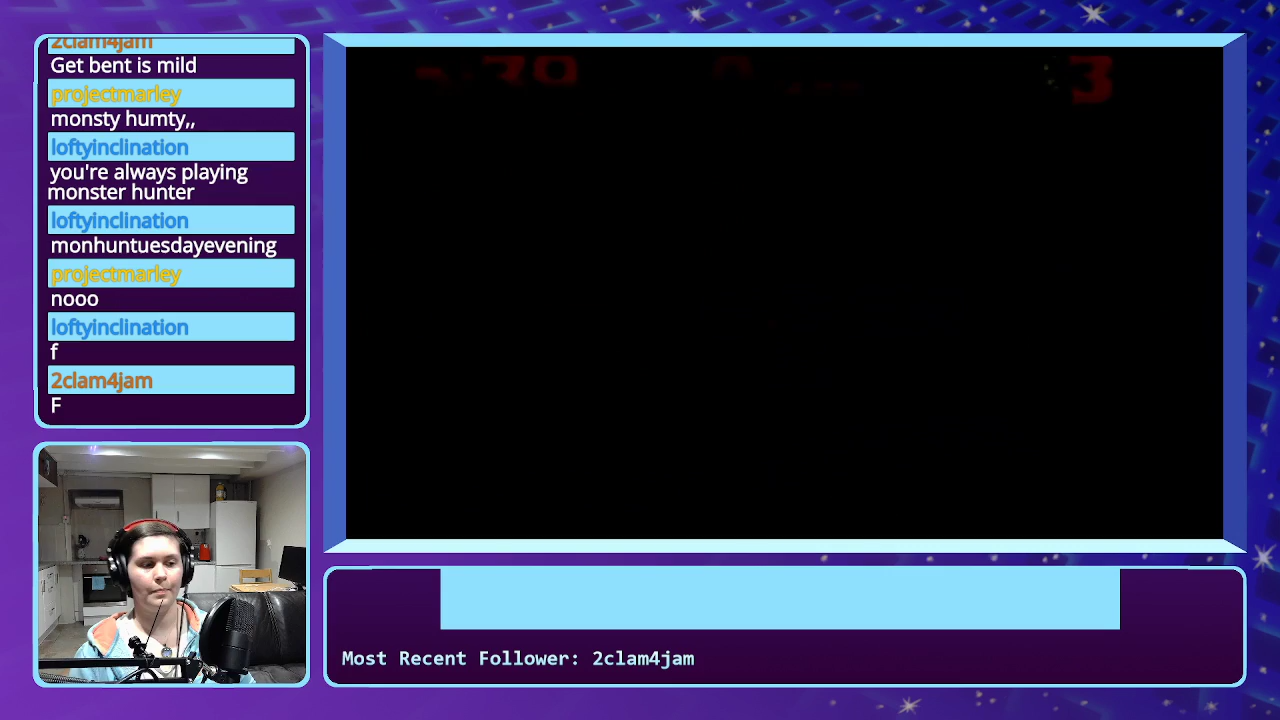 2clam4jam
Get bent is mild
projectmarley
monsty humty,,
loftyinclination
you're always playing
monster hunter
loftyinclination
monhuntuesdayevening
projectmarley
nooo
loftyinclination
f
2clam4jam
F
3
Most Recent Follower: 2clam4jam